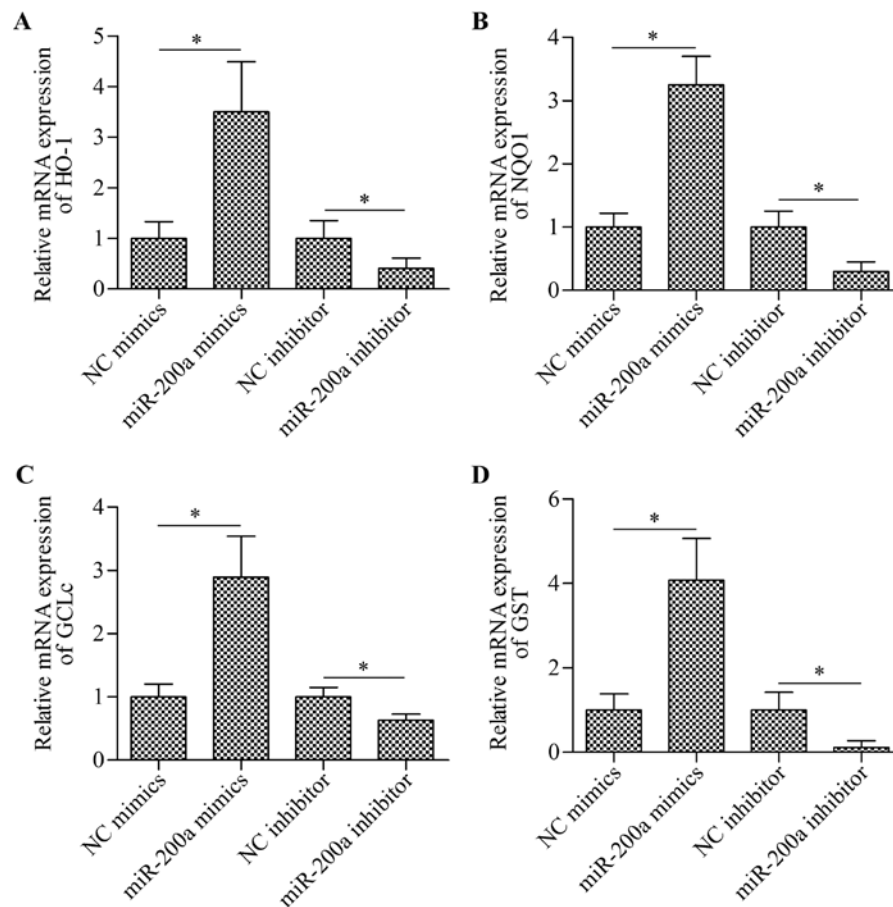 A
Relative mRNA expression
of HO-1
5
4
3
2
1
0
*
*
NC mimics
miR-200a mimics
NC inhibitor
miR-200a inhibitor
B
Relative mRNA expression
of NQO1
4
3
2
1
0
*
*
NC mimics
miR-200a mimics
NC inhibitor
miR-200a inhibitor
C
Relative mRNA expression
of GCLc
4
3
2
1
0
*
*
NC mimics
miR-200a mimics
NC inhibitor
miR-200a inhibitor
D
Relative mRNA expression
of GST
6
4
2
0
*
*
NC mimics
miR-200a mimics
NC inhibitor
miR-200a inhibitor